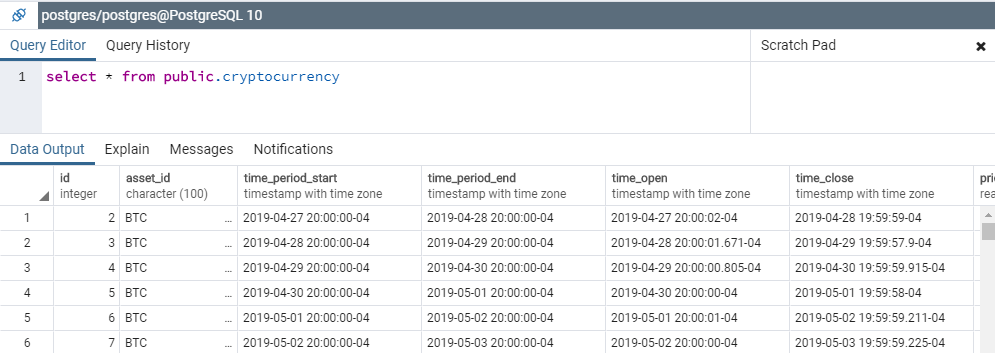 postgres/postgres@PostgreSQL 10
Query Editor Query History Scratch Pad
1 select * from public.cryptocurrency
Data Output Explain Messages Notifications
id asset_id time_period_start time_period_end time_open time_close pri
integer character (100) timestamp with time zone timestamp with time zone timestamp with time zone timestamp with time zone rea
1 2 BTC ... 2019-04-27 20:00:00-04 2019-04-28 20:00:00-04 2019-04-27 20:00:02-04 2019-04-28 19:59:59-04
2 3 BTC ... 2019-04-28 20:00:00-04 2019-04-29 20:00:00-04 2019-04-28 20:00:01.671-04 2019-04-29 19:59:57.9-04
3 4 BTC ... 2019-04-29 20:00:00-04 2019-04-30 20:00:00-04 2019-04-29 20:00:00.805-04 2019-04-30 19:59:59.915-04
4 5 BTC ... 2019-04-30 20:00:00-04 2019-05-01 20:00:00-04 2019-04-30 20:00:00-04 2019-05-01 19:59:58-04
5 6 BTC ... 2019-05-01 20:00:00-04 2019-05-02 20:00:00-04 2019-05-01 20:00:01-04 2019-05-02 19:59:59.211-04
6 7 BTC ... 2019-05-02 20:00:00-04 2019-05-03 20:00:00-04 2019-05-02 20:00:00-04 2019-05-03 19:59:59.225-04